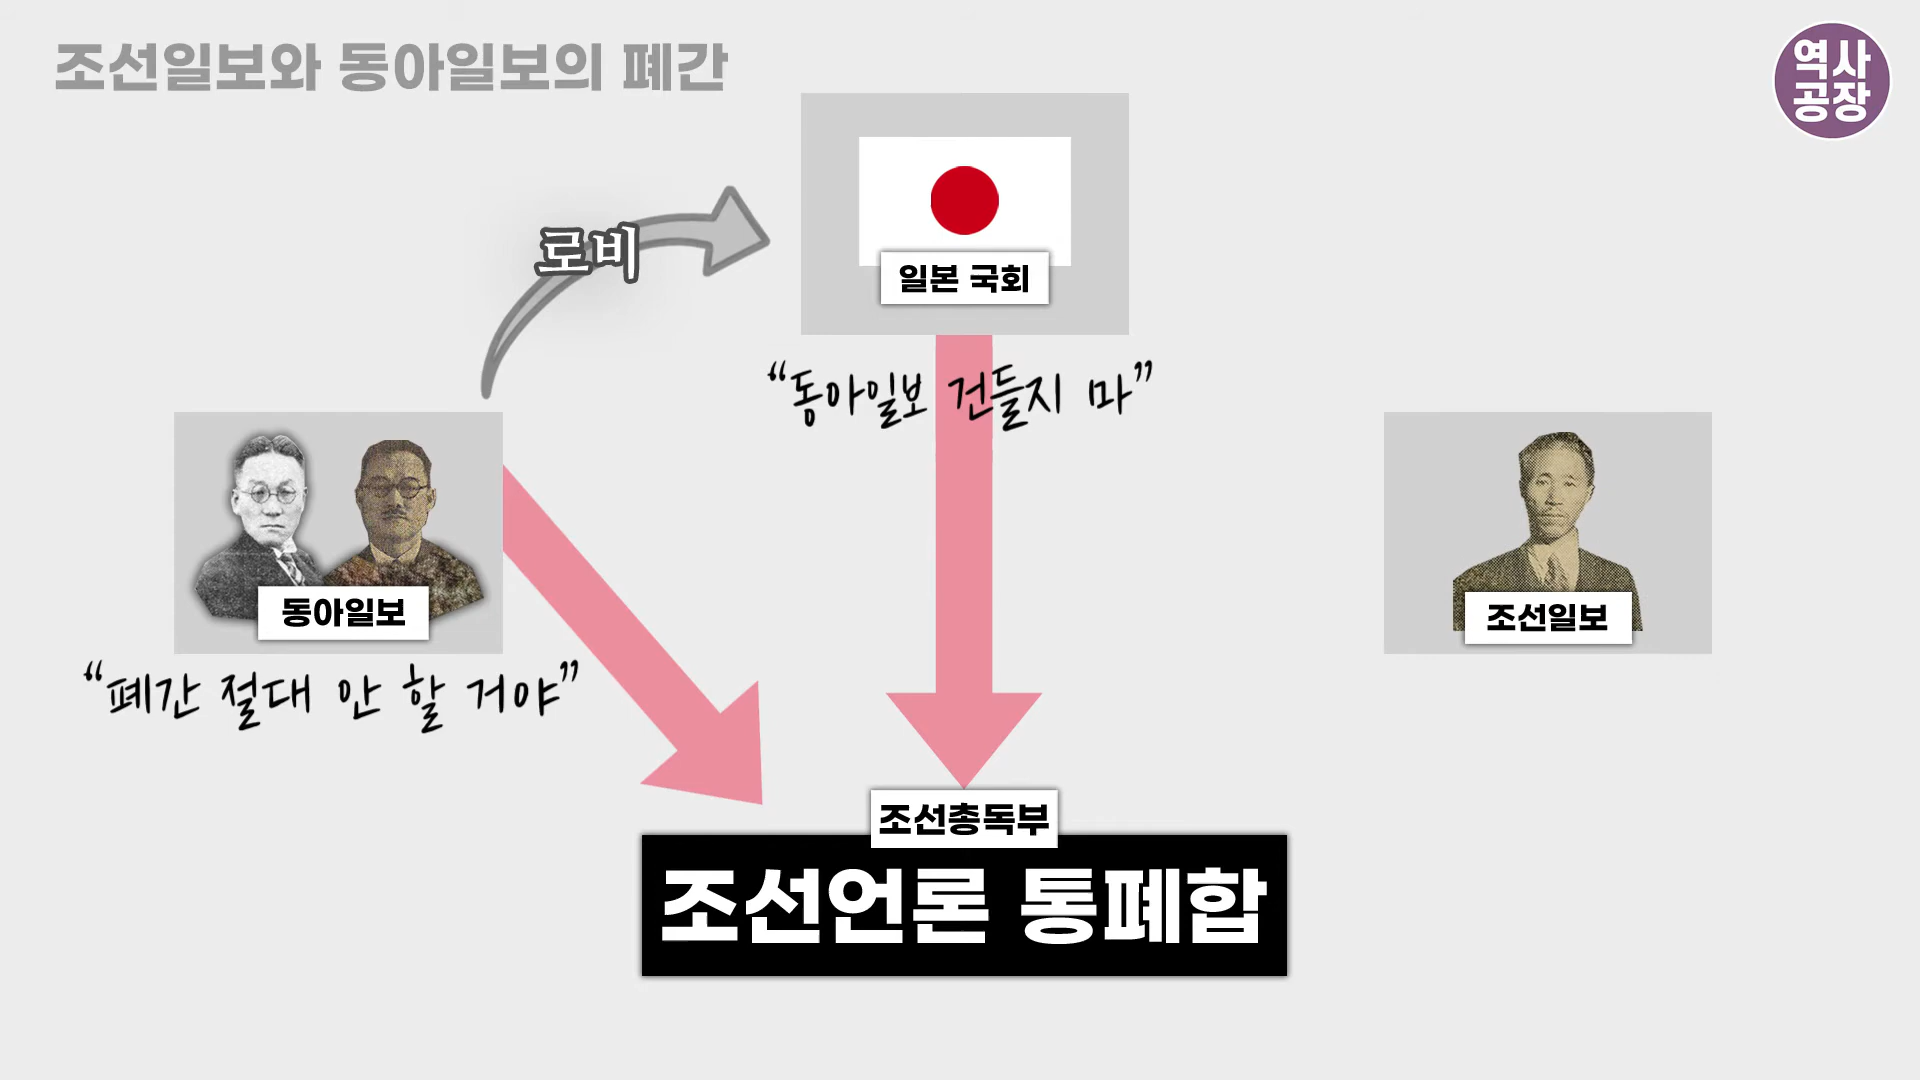 조선일보와 동아일보의 폐간
역사
공장
일본 국회
로비
“동아일보 건들지 마”
동아일보
조선일보
“폐간 절대 안 할 거야”
조선총독부
조선언론 통폐합